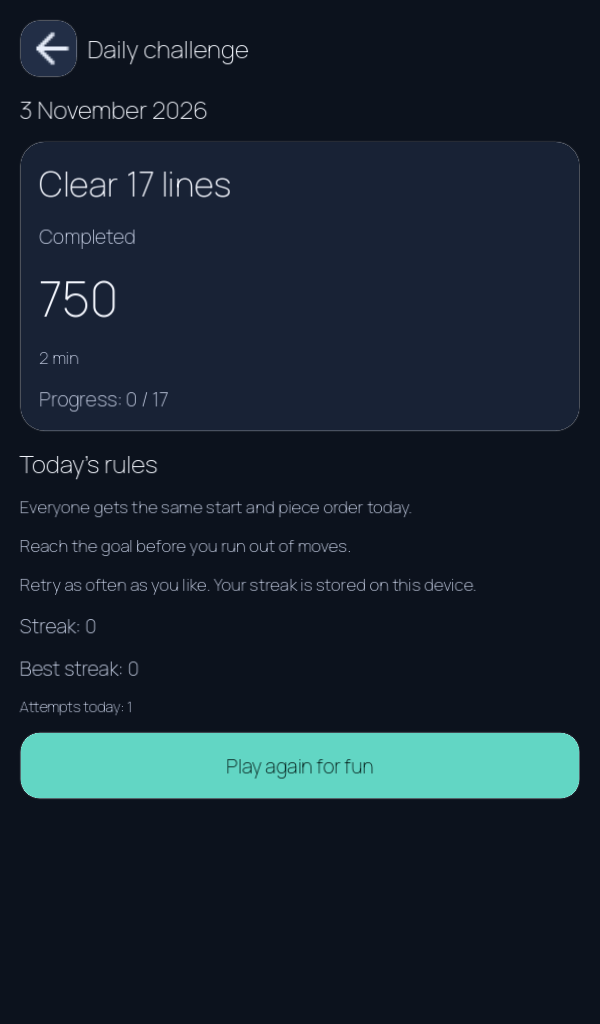 Daily challenge
3 November 2026
Clear 17 lines
Completed
750
2 min
Progress: 0 / 17
Today's rules
Everyone gets the same start and piece order today.
Reach the goal before you run out of moves.
Retry as often as you like. Your streak is stored on this device.
Streak: 0
Best streak: 0
Attempts today: 1
Play again for fun